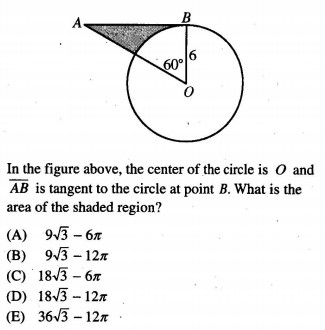 A
B
6
60°
O
In the figure above, the center of the circle is O and
AB is tangent to the circle at point B. What is the
area of the shaded region?
(A) 9√3 – 6π
(B) 9√3 – 12π
(C) 18√3 – 6π
(D) 18√3 – 12π
(E) 36√3 – 12π